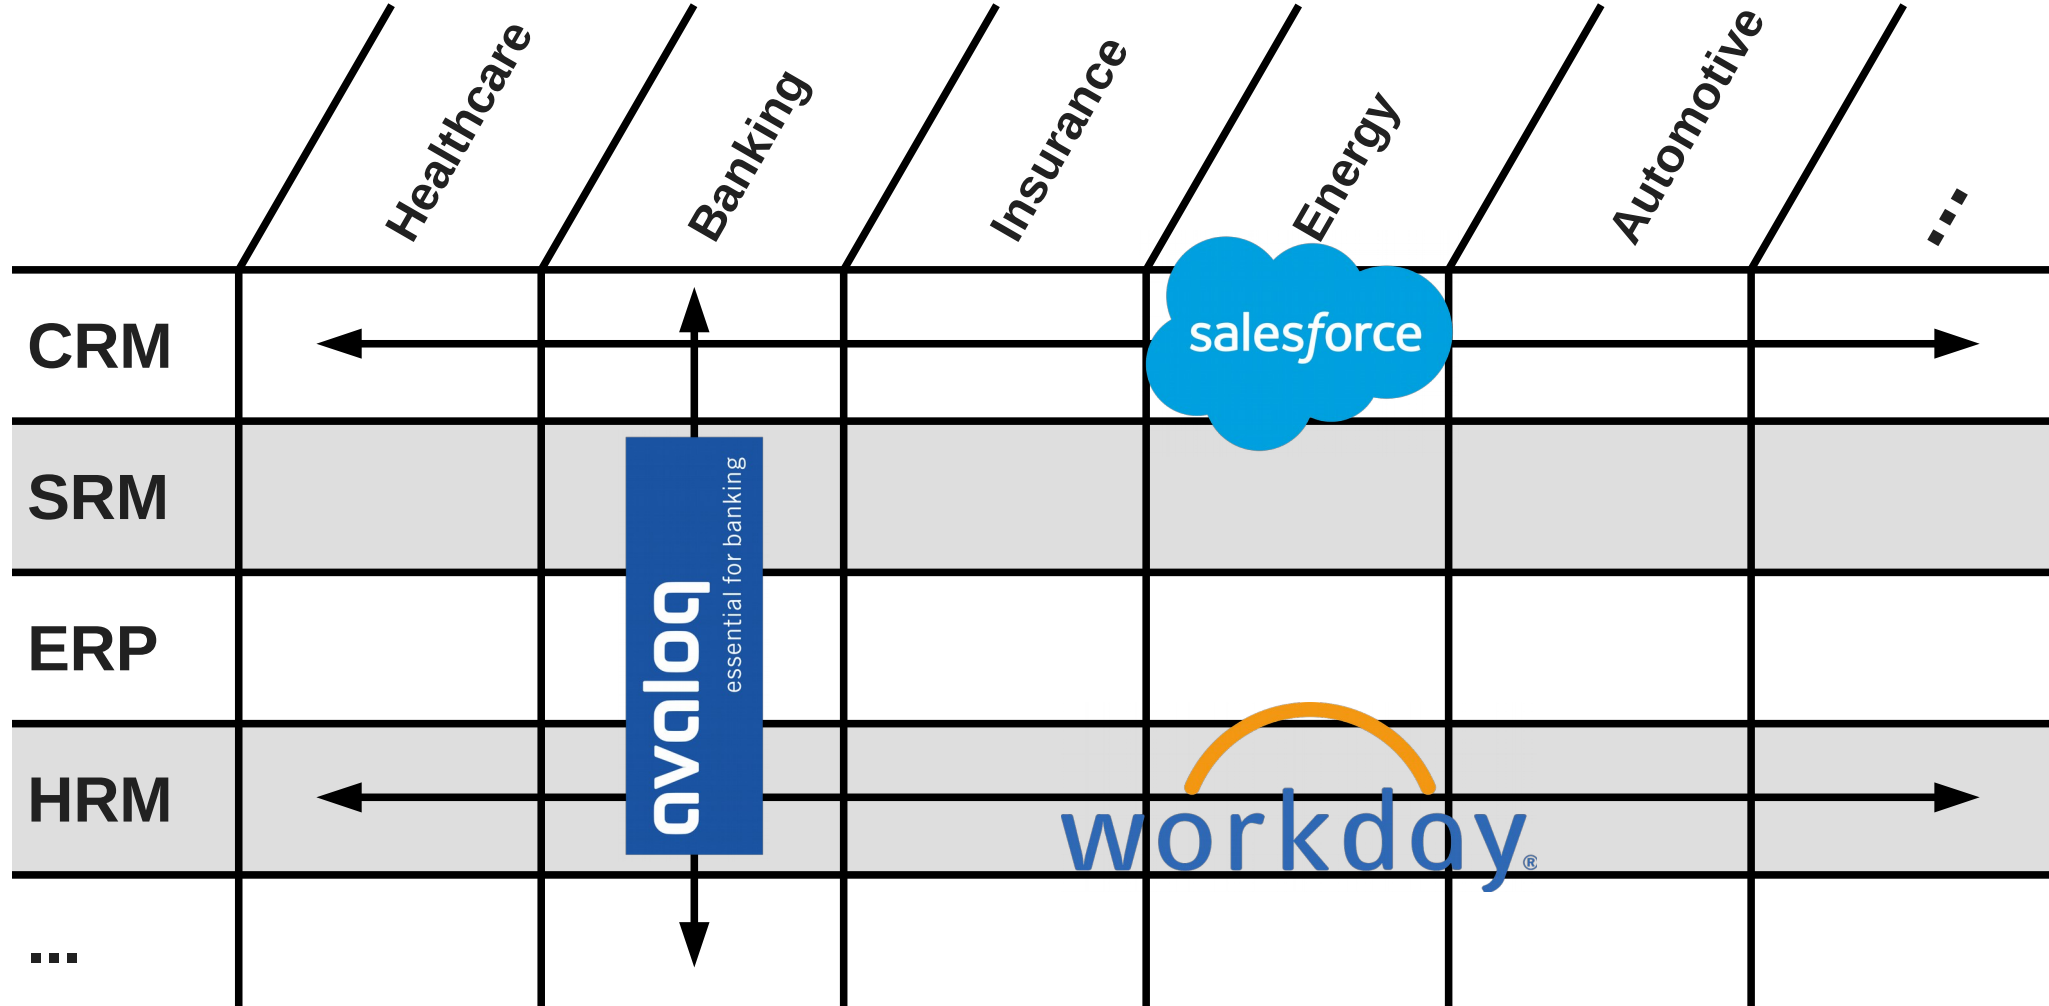 Healthcare
Banking
Insurance
Energy
Automotive
...
CRM
salesforce
SRM
ERP
avaloq
essential for banking
HRM
workday®
...